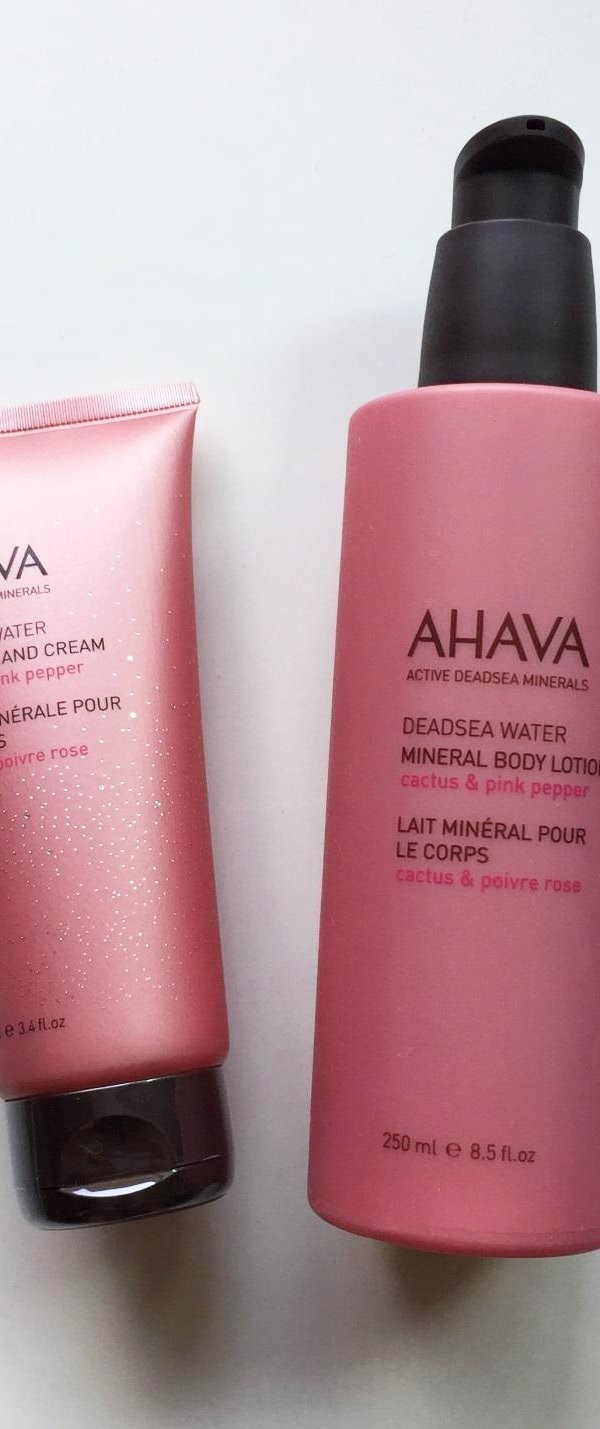 VA
MINERALS
WATER
AND CREAM
nk pepper
NÉRALE POUR
S
poivre rose
e 3.4 fl.oz
AHAVA
ACTIVE DEADSEA MINERALS
DEADSEA WATER
MINERAL BODY LOTION
cactus & pink pepper
LAIT MINÉRAL POUR
LE CORPS
cactus & poivre rose
250 ml e 8.5 fl.oz